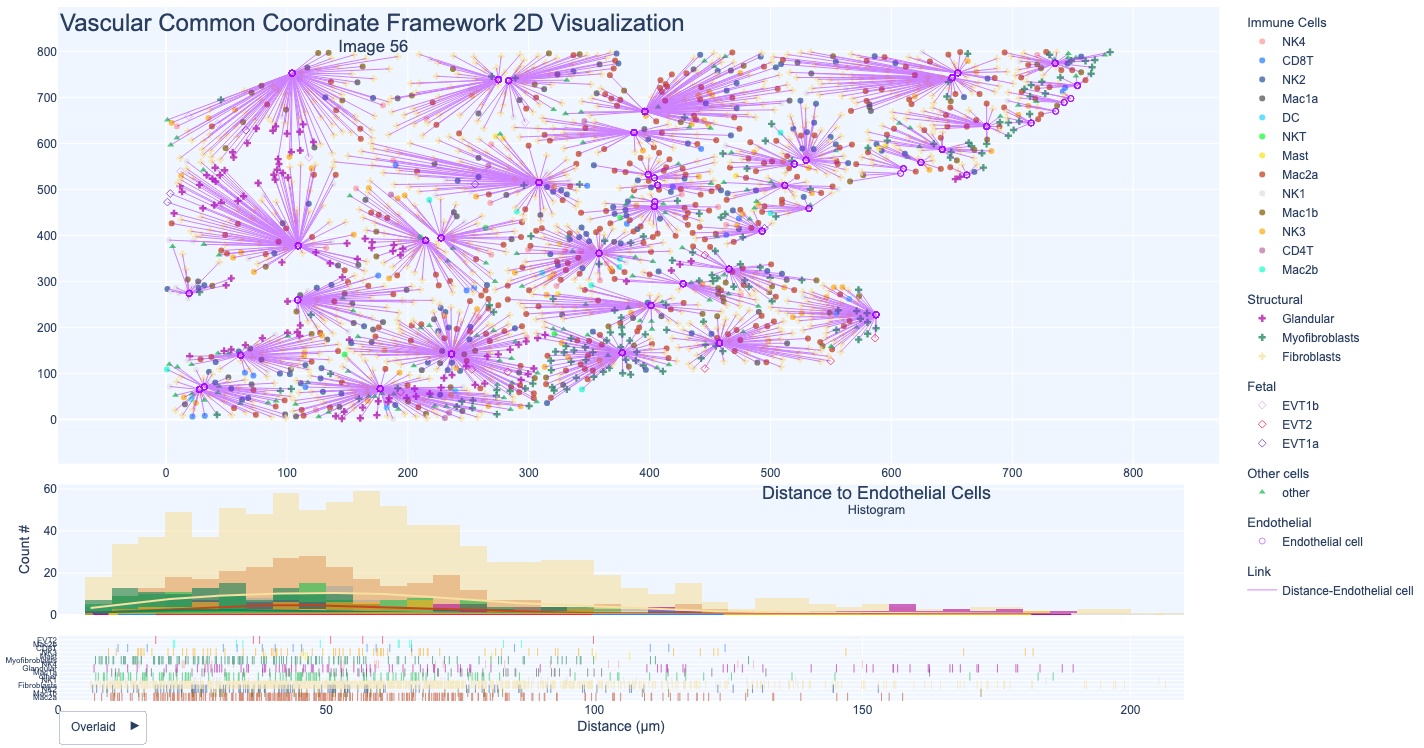 Vascular Common Coordinate Framework 2D Visualization
Image 56
800
700
600
500
400
300
200
100
0
0 100 200 300 400 500 600 700 800
Immune Cells
NK4
CD8T
NK2
Mac1a
DC
NKT
Mast
Mac2a
NK1
Mac1b
NK3
CD4T
Mac2b
Structural
Glandular
Myofibroblasts
Fibroblasts
Fetal
EVT1b
EVT2
EVT1a
Other cells
other
Endothelial
Endothelial cell
Link
Distance-Endothelial cell
Distance to Endothelial Cells
Histogram
Count #
60
40
20
0
EVT2
Myofibroblasts
Glandular
Fibroblasts
0 50 100 150 200
Distance (μm)
Overlaid ►